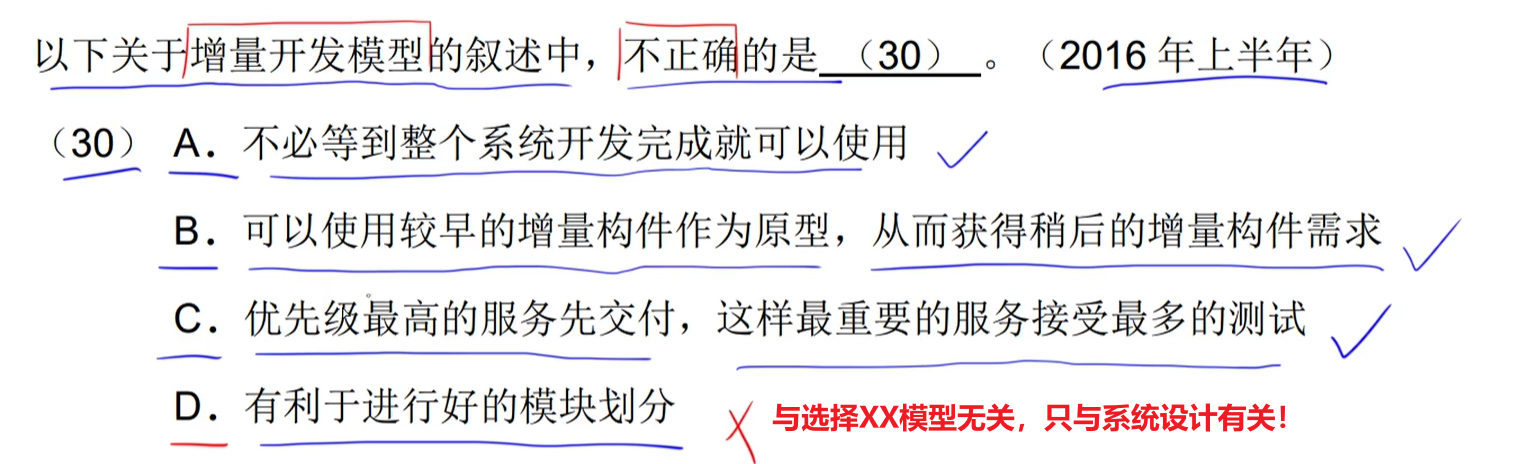 以下关于增量开发模型的叙述中，不正确的是 （30） 。（2016 年上半年）
（30） A．不必等到整个系统开发完成就可以使用
B．可以使用较早的增量构件作为原型，从而获得稍后的增量构件需求
C．优先级最高的服务先交付，这样最重要的服务接受最多的测试
D．有利于进行好的模块划分 与选择XX模型无关，只与系统设计有关！